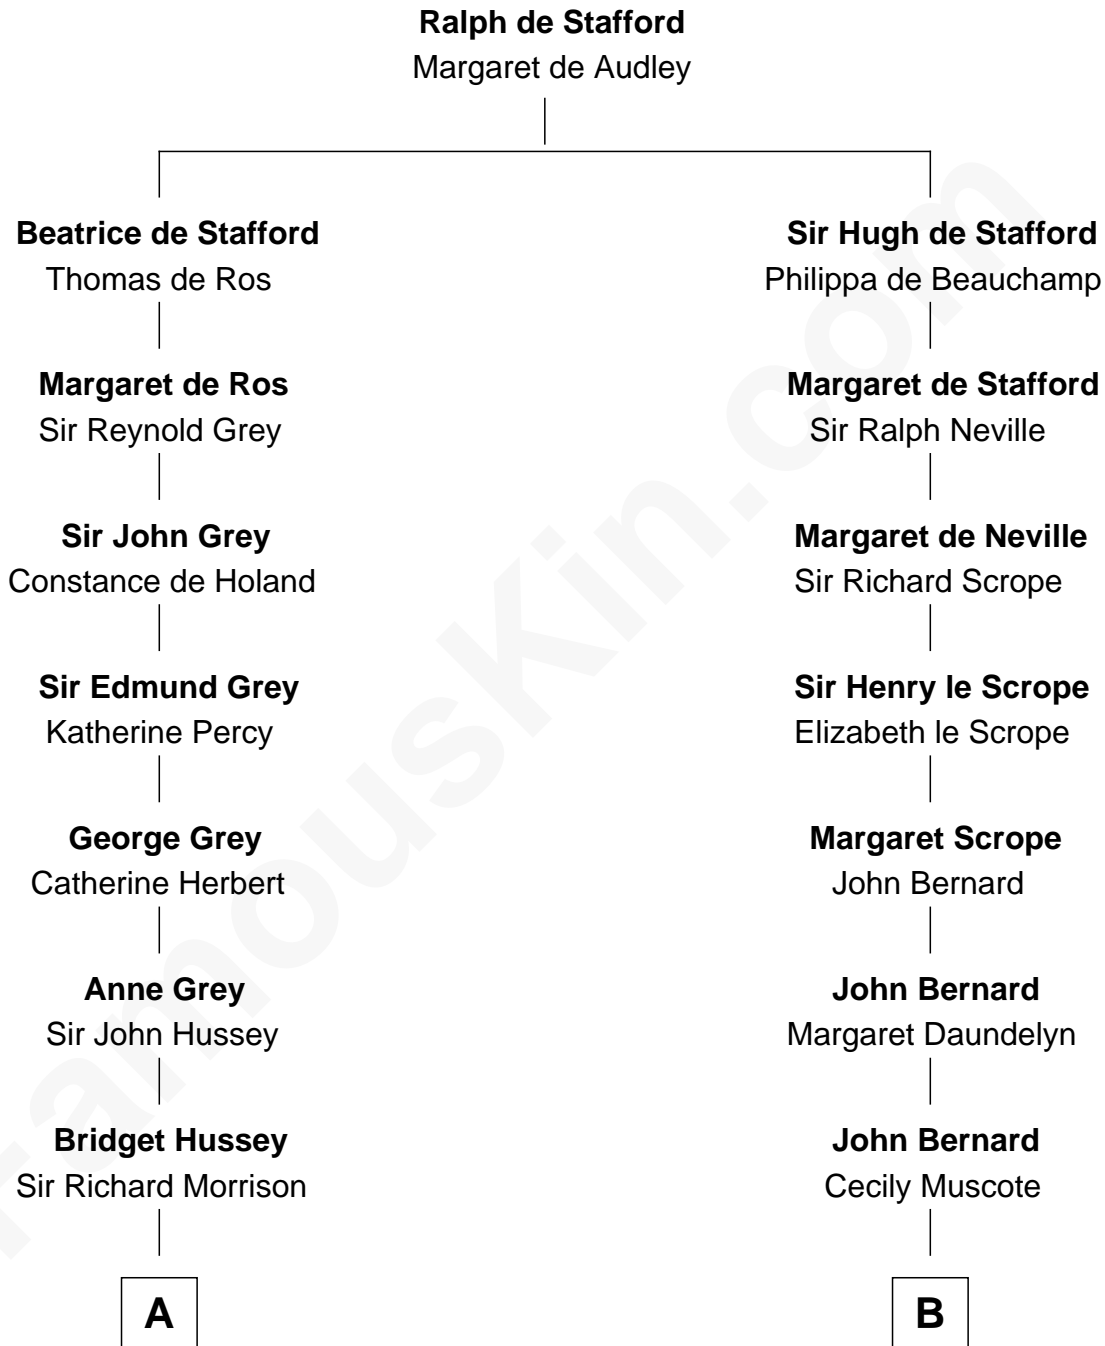 Ralph de Stafford
Margaret de Audley
Beatrice de Stafford
Thomas de Ros
Sir Hugh de Stafford
Philippa de Beauchamp
Margaret de Ros
Sir Reynold Grey
Margaret de Stafford
Sir Ralph Neville
Sir John Grey
Constance de Holand
Margaret de Neville
Sir Richard Scrope
Sir Edmund Grey
Katherine Percy
Sir Henry le Scrope
Elizabeth le Scrope
George Grey
Catherine Herbert
Margaret Scrope
John Bernard
Anne Grey
Sir John Hussey
John Bernard
Margaret Daundelyn
Bridget Hussey
Sir Richard Morrison
John Bernard
Cecily Muscote
A
B
FamousKin.com